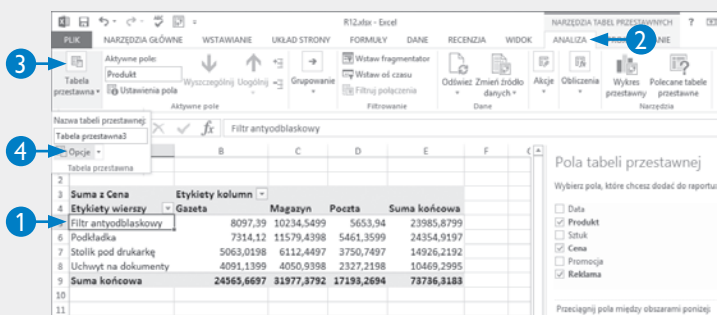 R12.xlsx - Excel
NARZĘDZIA TABEL PRZESTAWNYCH
?
PLIK NARZĘDZIA GŁÓWNE WSTAWIANIE UKŁAD STRONY FORMUŁY DANE RECENZJA WIDOK ANALIZA
2
3
Tabela przestawna
Aktywne pole:
Produkt
Ustawienia pola
Wyszczególnij Uogólnij
Aktywne pole
Grupowanie
Wstaw fragmentator
Wstaw oś czasu
Filtruj połączenia
Filtrowanie
Odśwież Zmień źródło danych
Dane
Akcje Obliczenia
Wykres przestawny Polecane tabele przestawne
Narzędzia
Nazwa tabeli przestawnej:
Tabela przestawna3
4
Opcje
Tabela przestawna
fx Filtr antyodblaskowy
B C D E F
2
3 Suma z Cena Etykiety kolumn
4 Etykiety wierszy Gazeta Magazyn Poczta Suma końcowa
1
Filtr antyodblaskowy 8097,39 10234,5499 5653,94 23985,8799
6 Podkładka 7314,12 11579,4398 5461,3599 24354,9197
7 Stolik pod drukarkę 5063,0198 6112,4497 3750,7497 14926,2192
8 Uchwyt na dokumenty 4091,1399 4050,9398 2327,2198 10469,2995
9 Suma końcowa 24565,6697 31977,3792 17193,2694 73736,3183
10
11
Pola tabeli przestawnej
Wybierz pola, które chcesz dodać do raportu:
Data
Produkt
Sztuk
Cena
Promocja
Reklama
Przeciągnij pola między obszarami poniżej: